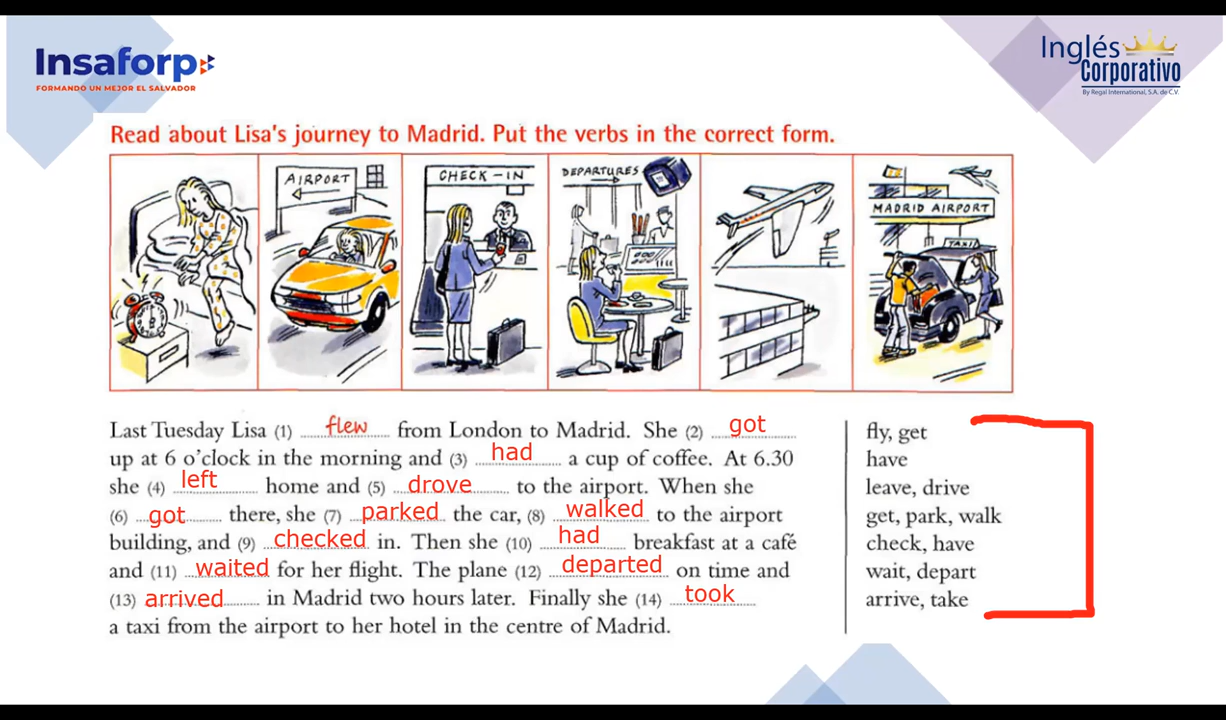 Insaforp
FORMANDO UN MEJOR EL SALVADOR
Inglés
Corporativo
By Regal International, S.A. de C.V.
Read about Lisa's journey to Madrid. Put the verbs in the correct form.
AIRPORT
CHECK-IN
DEPARTURES
MADRID AIRPORT
TAXI
Last Tuesday Lisa (1) flew from London to Madrid. She (2) got
up at 6 o'clock in the morning and (3) had a cup of coffee. At 6.30
she (4) left home and (5) drove to the airport. When she
(6) got there, she (7) parked the car, (8) walked to the airport
building, and (9) checked in. Then she (10) had breakfast at a café
and (11) waited for her flight. The plane (12) departed on time and
(13) arrived in Madrid two hours later. Finally she (14) took
a taxi from the airport to her hotel in the centre of Madrid.
fly, get
have
leave, drive
get, park, walk
check, have
wait, depart
arrive, take